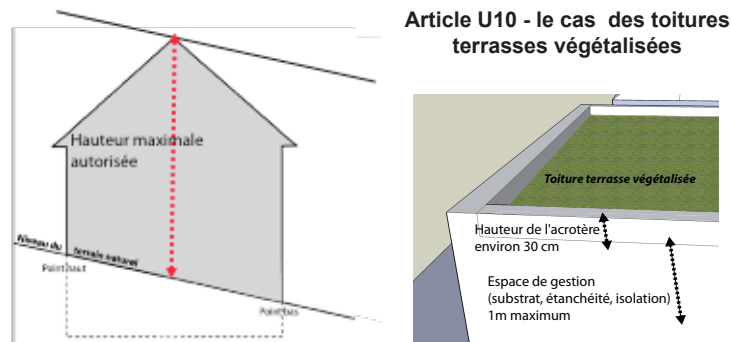 Article U10 - le cas des toitures
terrasses végétalisées
Hauteur maximale
autorisée
Niveau du terrain naturel
Point haut
Point bas
Toiture terrasse végétalisée
Hauteur de l'acrotère
environ 30 cm
Espace de gestion
(substrat, étanchéité, isolation)
1m maximum